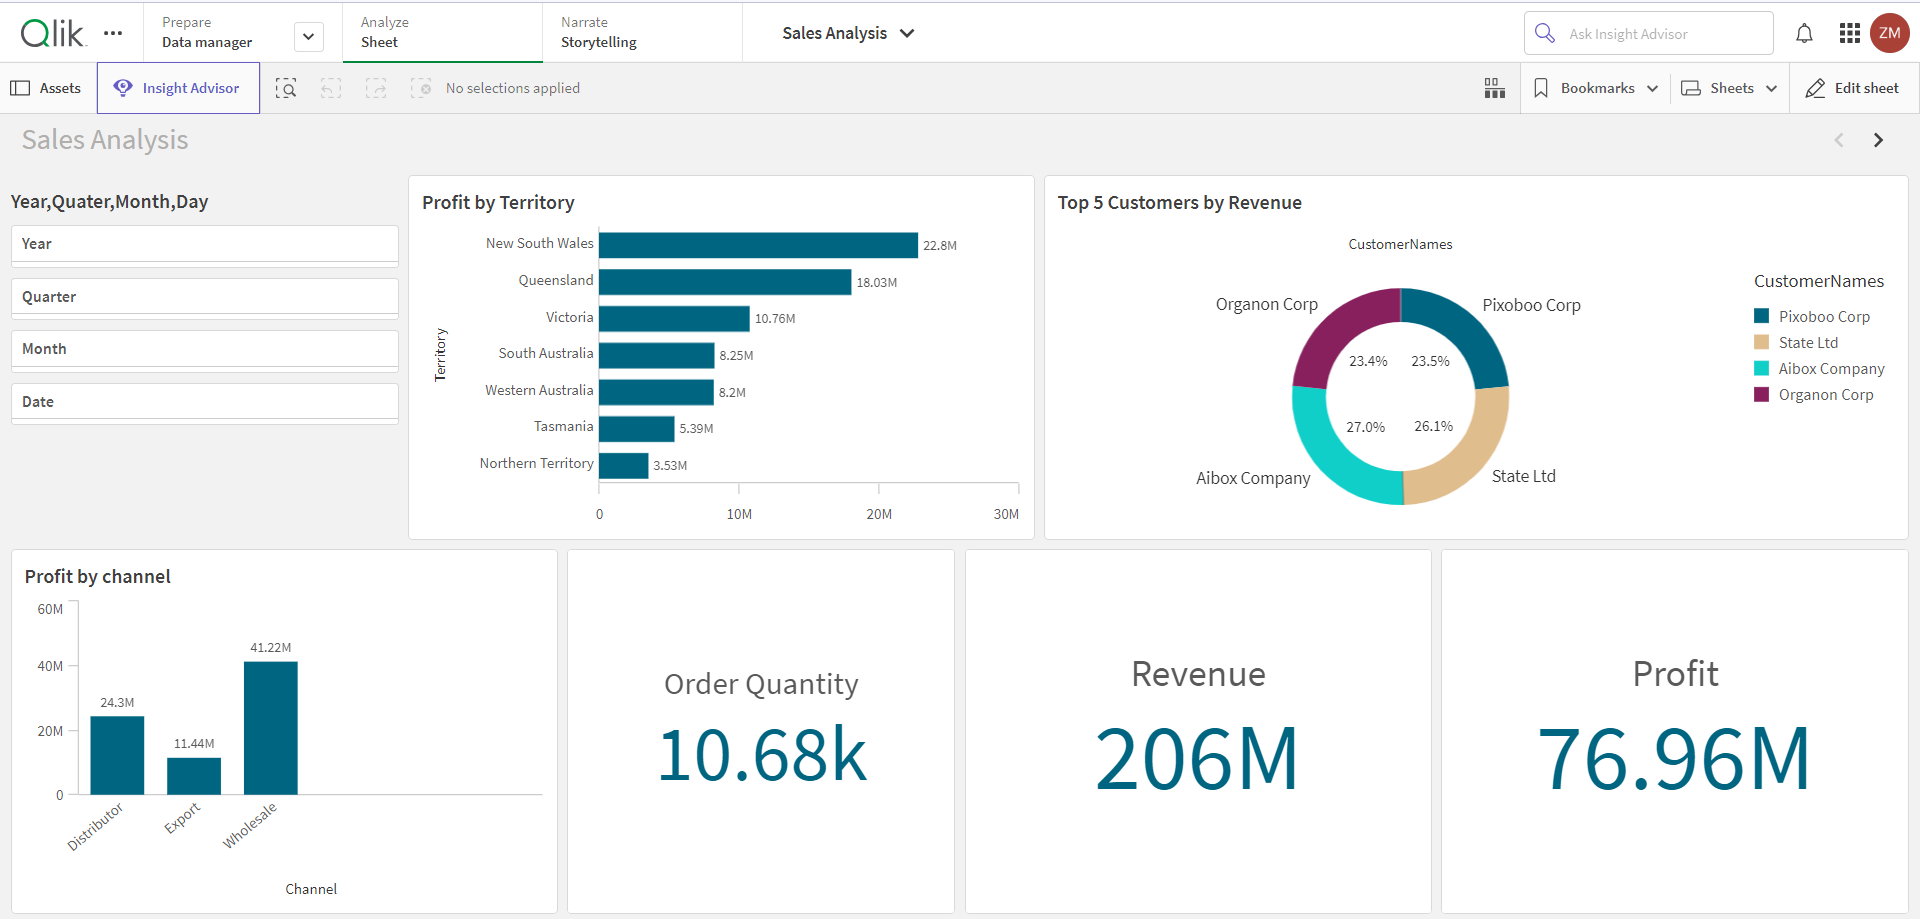 Qlik
Prepare
Data manager
Analyze
Sheet
Narrate
Storytelling
Sales Analysis
Ask Insight Advisor
ZM
Assets
Insight Advisor
No selections applied
Bookmarks
Sheets
Edit sheet
Sales Analysis
Year,Quater,Month,Day
Year
Quarter
Month
Date
Profit by Territory
Territory
New South Wales 22.8M
Queensland 18.03M
Victoria 10.76M
South Australia 8.25M
Western Australia 8.2M
Tasmania 5.39M
Northern Territory 3.53M
0 10M 20M 30M
Top 5 Customers by Revenue
CustomerNames
Organon Corp Pixoboo Corp
23.4% 23.5%
27.0% 26.1%
Aibox Company State Ltd
CustomerNames
Pixoboo Corp
State Ltd
Aibox Company
Organon Corp
Profit by channel
60M
40M
20M
0
24.3M
11.44M
41.22M
Distributor
Export
Wholesale
Channel
Order Quantity
10.68k
Revenue
206M
Profit
76.96M